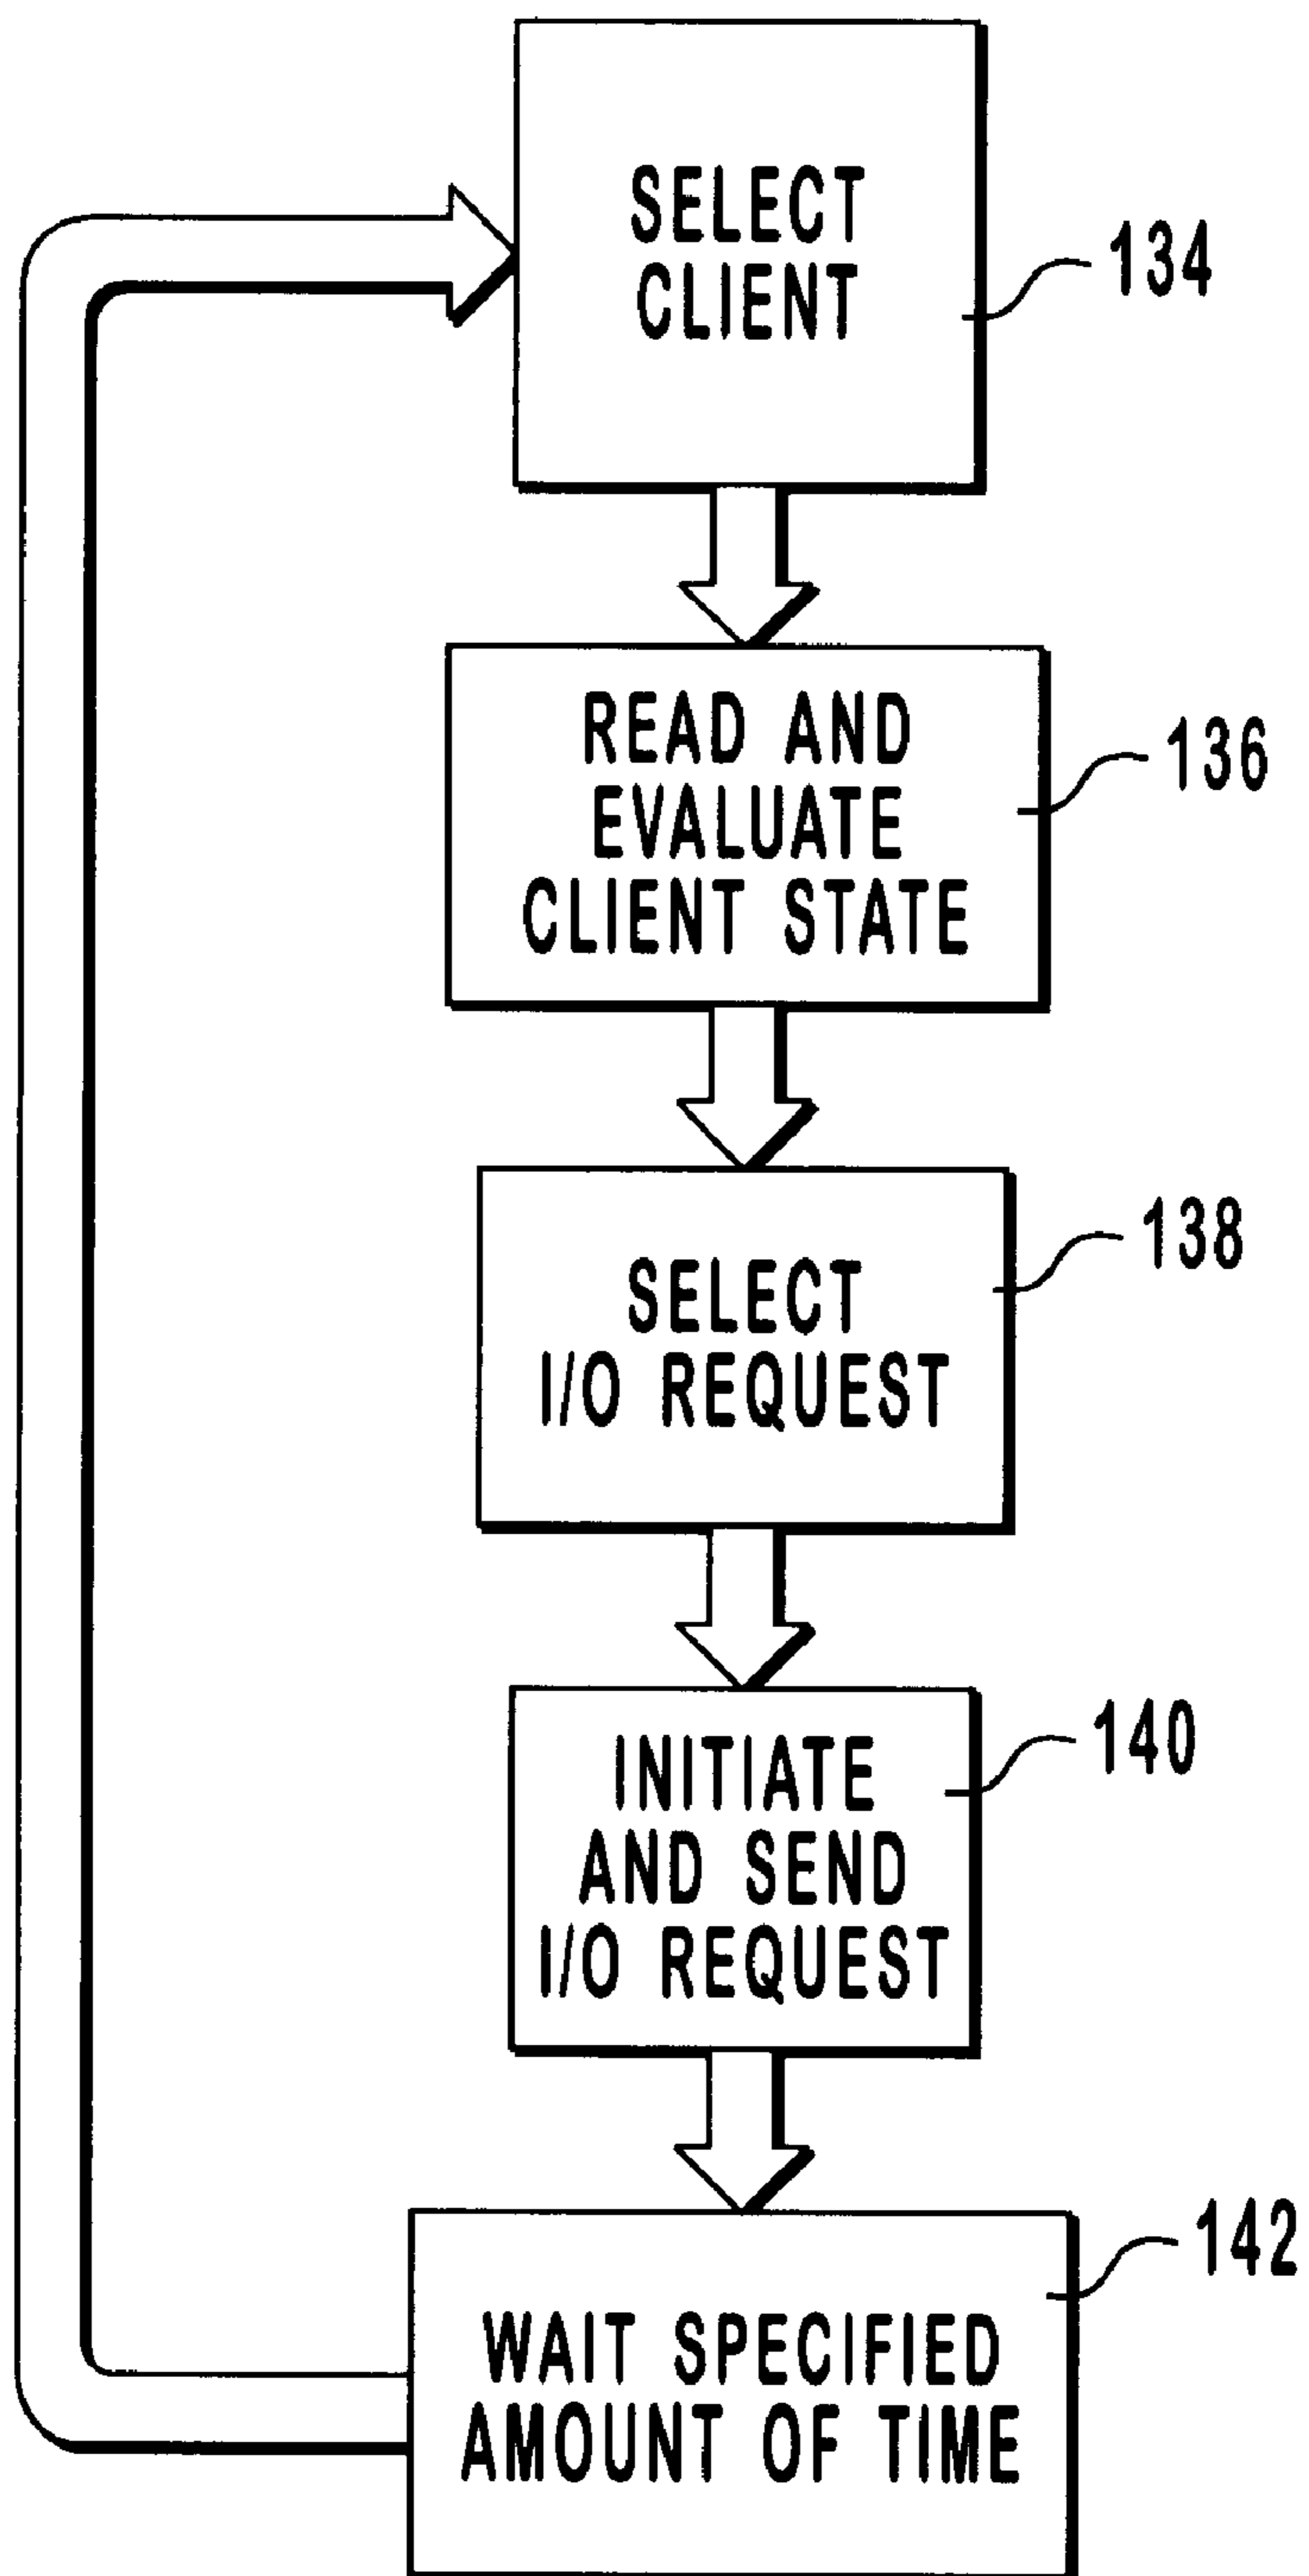 SELECT
CLIENT
134
READ AND
EVALUATE
CLIENT STATE
136
SELECT
I/O REQUEST
138
INITIATE
AND SEND
I/O REQUEST
140
WAIT SPECIFIED
AMOUNT OF TIME
142